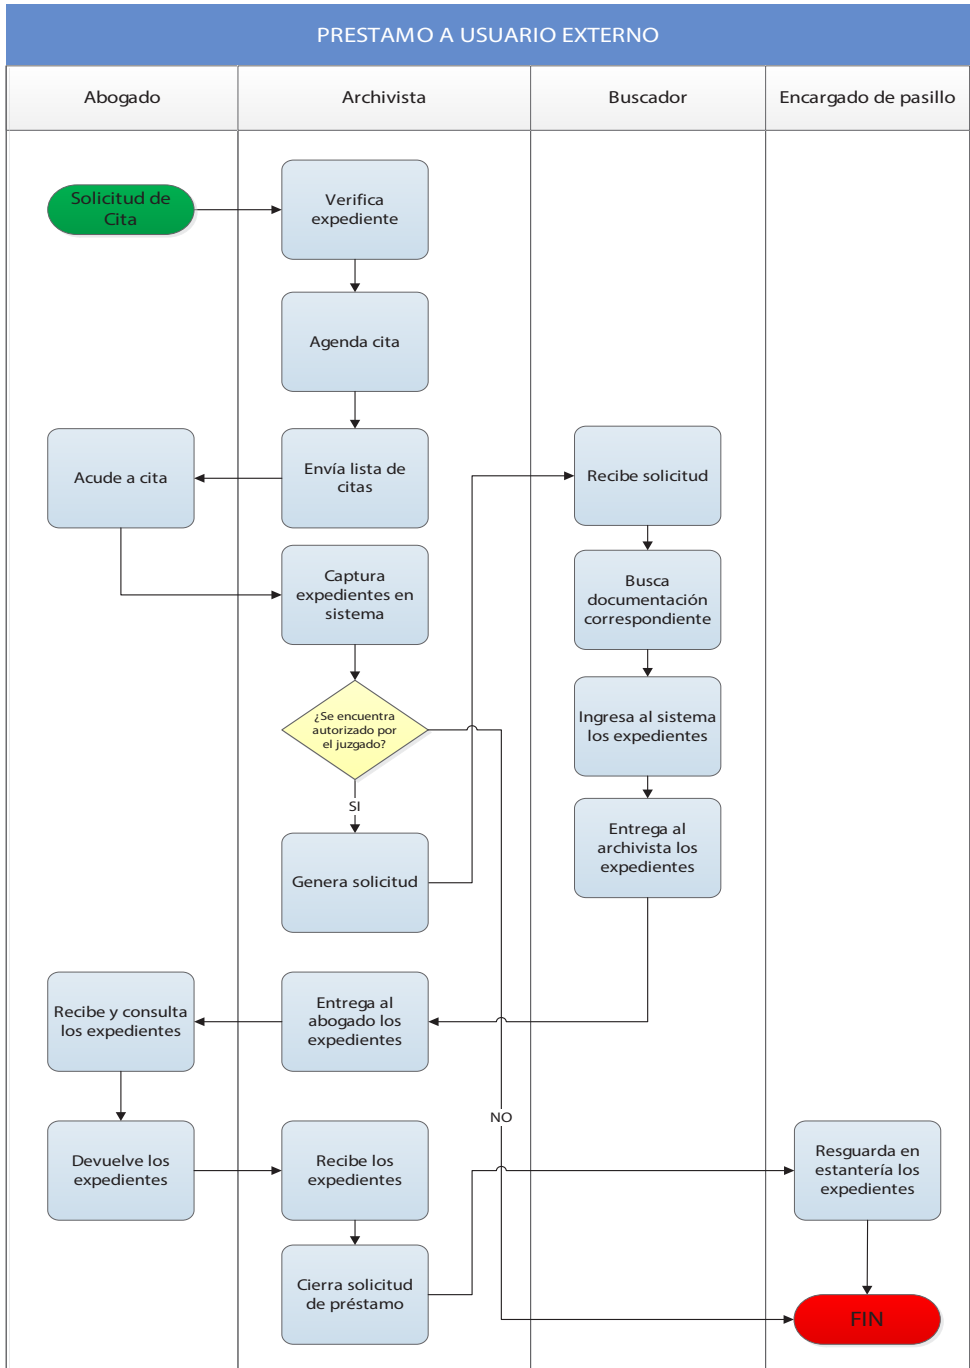 PRESTAMO A USUARIO EXTERNO
Abogado
Archivista
Buscador
Encargado de pasillo
Solicitud de
Cita
Verifica
expediente
Agenda cita
Acude a cita
Envía lista de
citas
Recibe solicitud
Captura
expedientes en
sistema
Busca
documentación
correspondiente
¿Se encuentra
autorizado por
el juzgado?
Ingresa al sistema
los expedientes
SI
Genera solicitud
Entrega al
archivista los
expedientes
Recibe y consulta
los expedientes
Entrega al
abogado los
expedientes
NO
Devuelve los
expedientes
Recibe los
expedientes
Resguarda en
estantería los
expedientes
Cierra solicitud
de préstamo
FIN